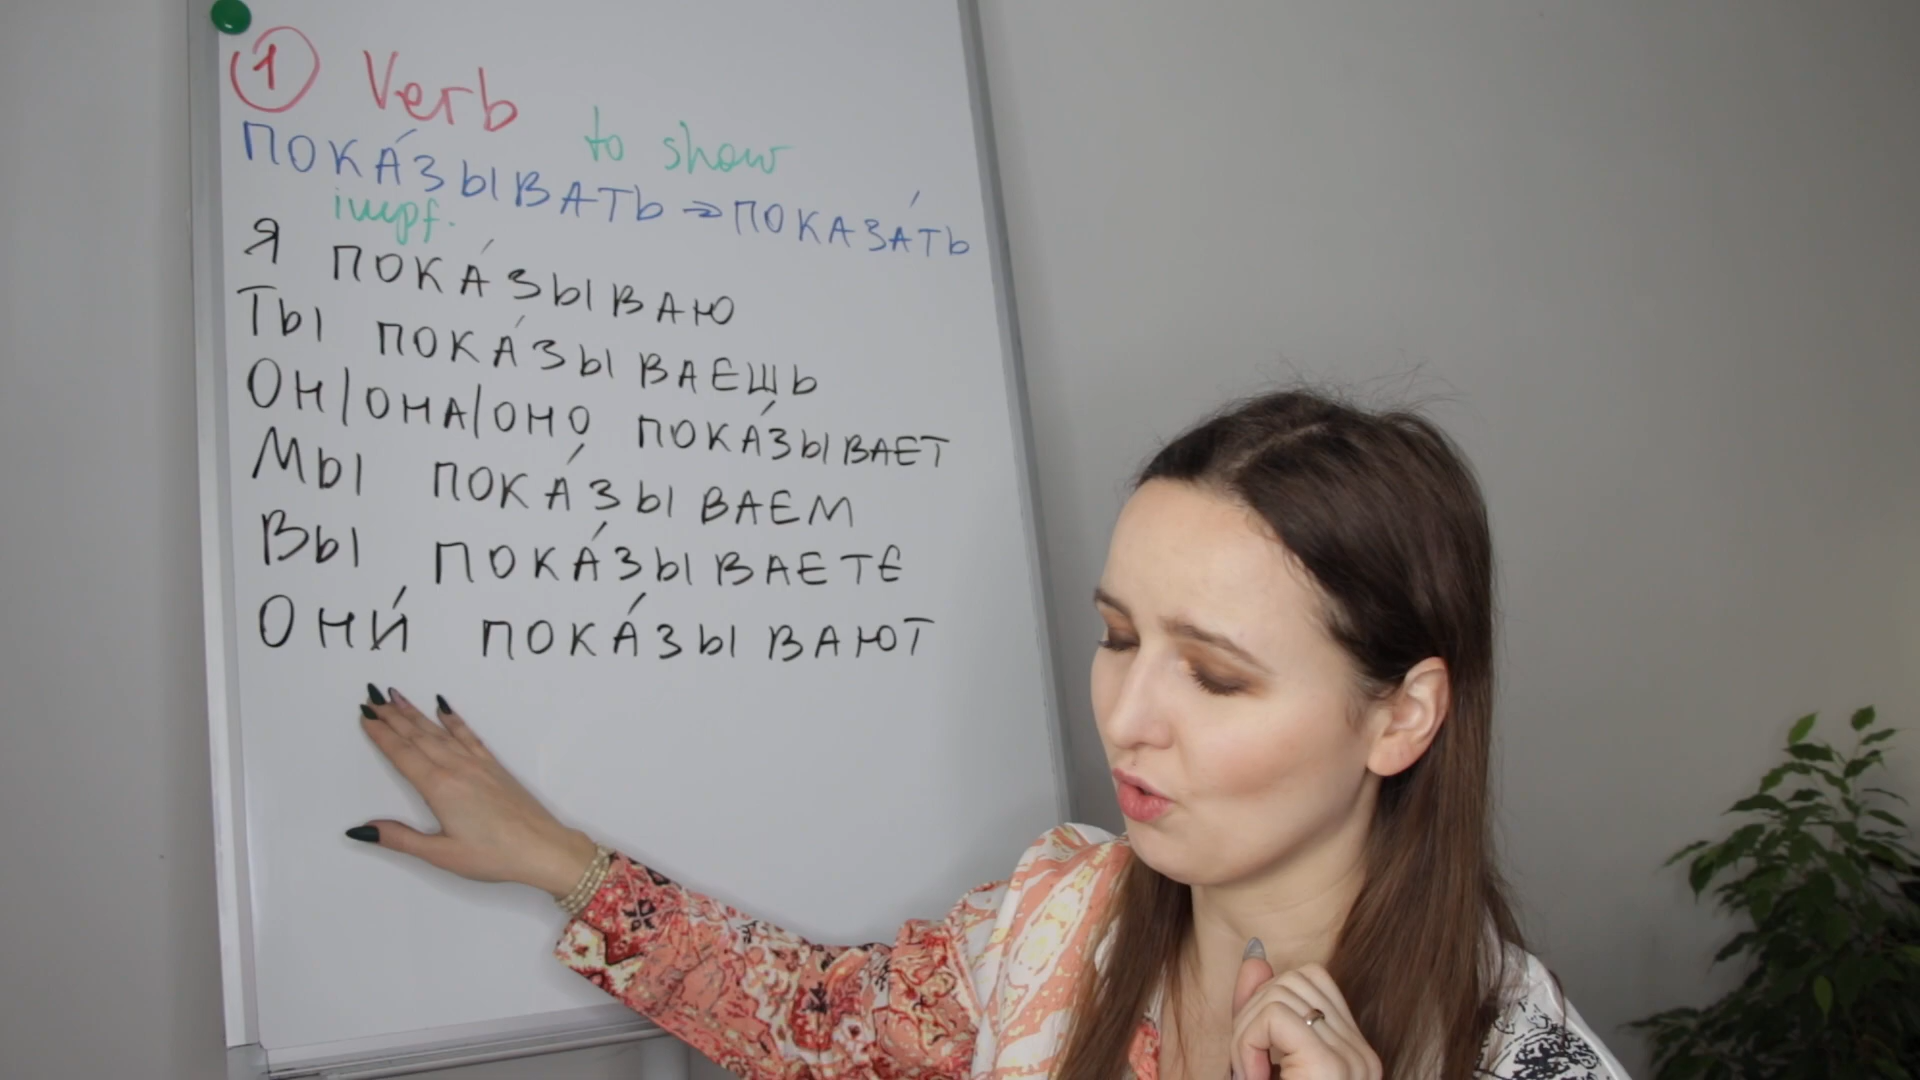 1 Verb
to show
ПОКА́ЗЫВАТЬ → ПОКАЗА́ТЬ
impf.
Я ПОКА́ЗЫВАЮ
ТЫ ПОКА́ЗЫВАЕШЬ
ОН|ОНА|ОНО ПОКА́ЗЫВАЕТ
МЫ ПОКА́ЗЫВАЕМ
ВЫ ПОКА́ЗЫВАЕТЕ
ОНИ́ ПОКА́ЗЫВАЮТ